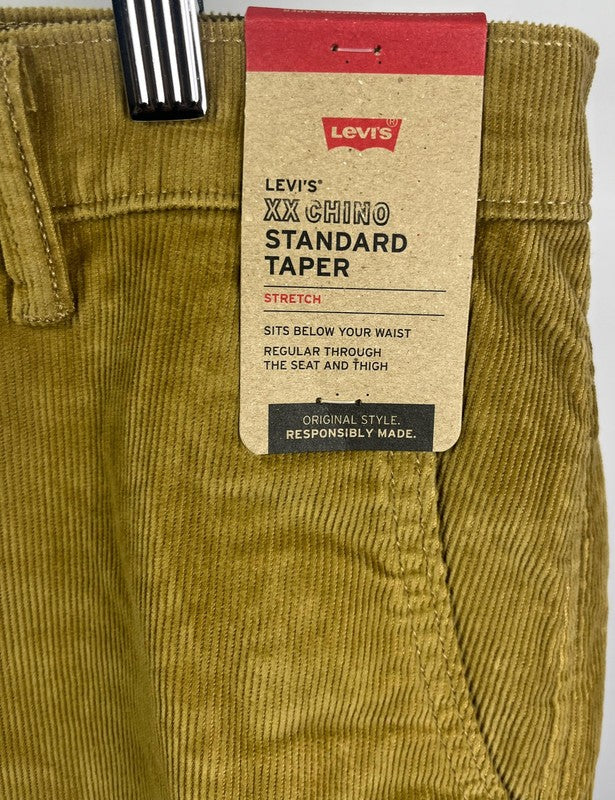 Levi's®
LEVI'S®
XX CHINO
STANDARD
TAPER
STRETCH
SITS BELOW YOUR WAIST
REGULAR THROUGH
THE SEAT AND THIGH
ORIGINAL STYLE.
RESPONSIBLY MADE.